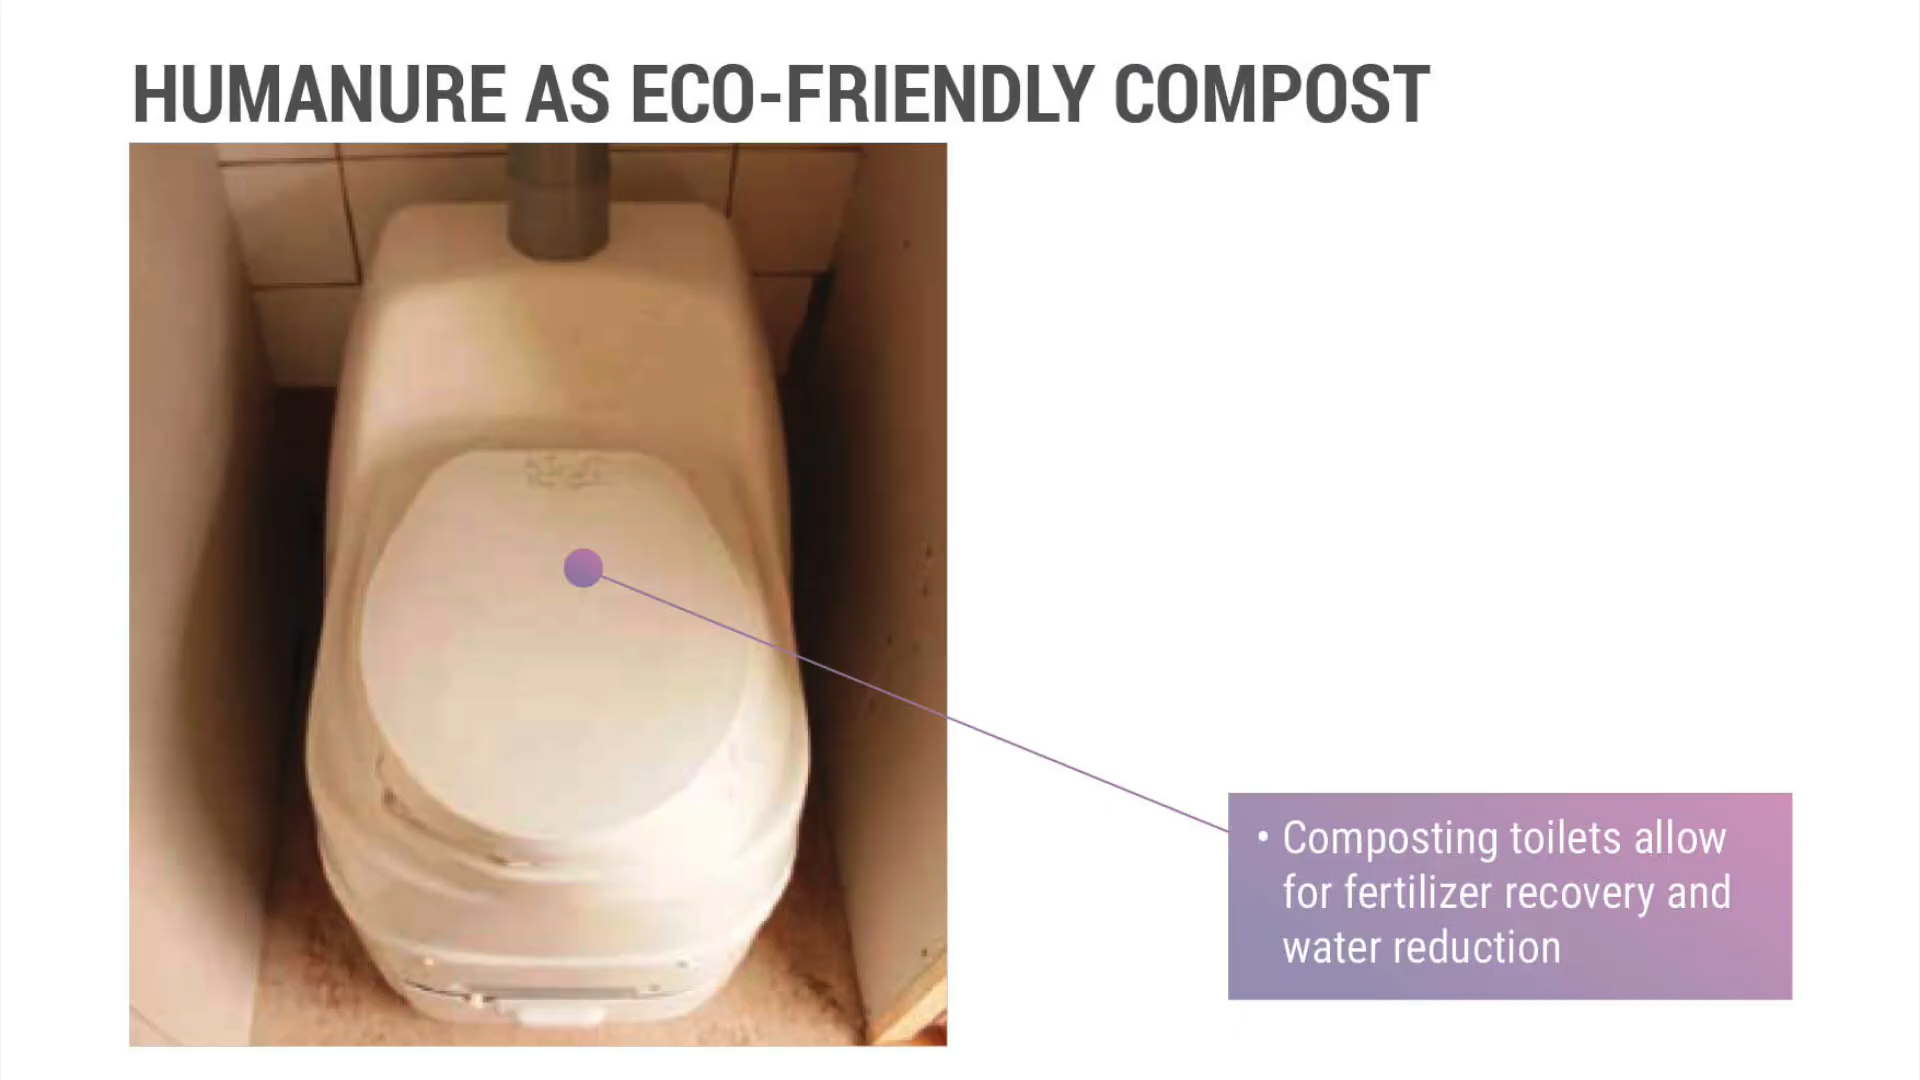 HUMANURE AS ECO-FRIENDLY COMPOST
• Composting toilets allow
for fertilizer recovery and
water reduction